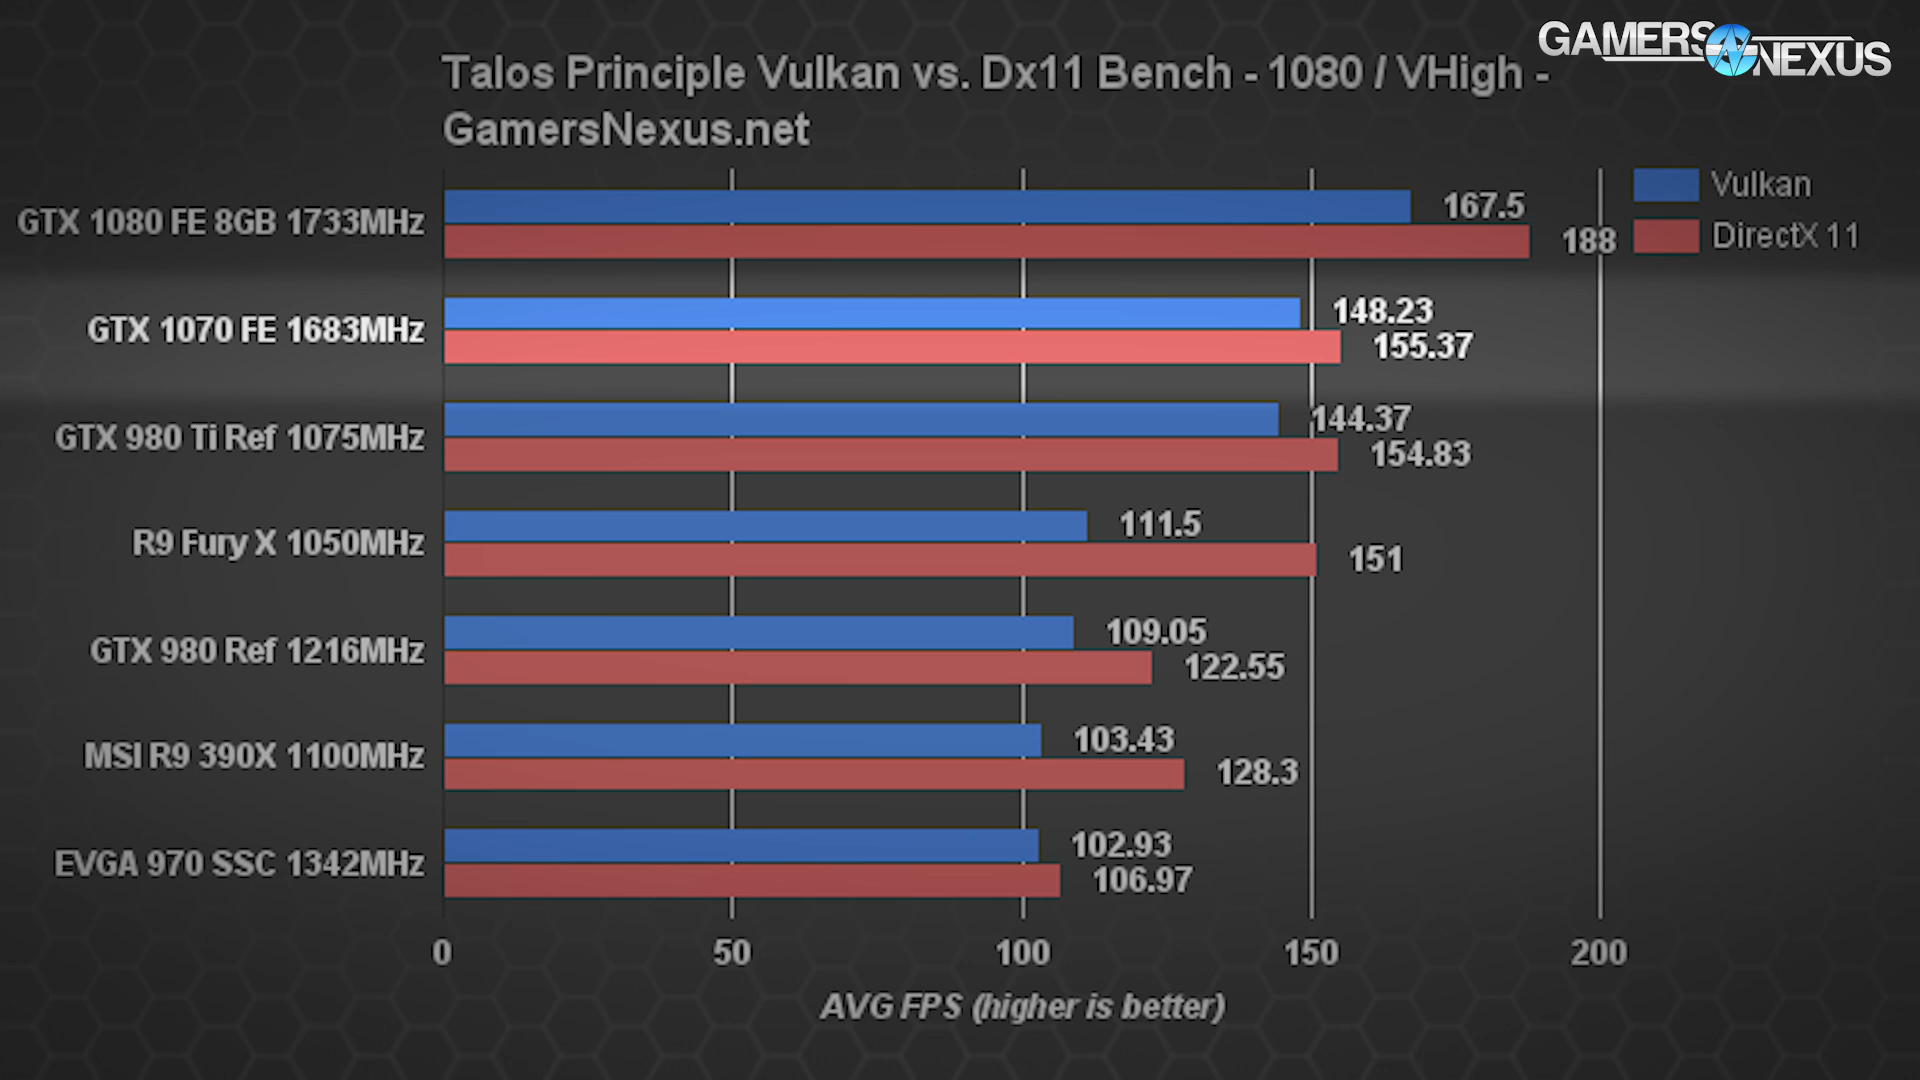 GAMERS NEXUS
Talos Principle Vulkan vs. Dx11 Bench - 1080 / VHigh -
GamersNexus.net
Vulkan
DirectX 11
GTX 1080 FE 8GB 1733MHz
167.5
188
GTX 1070 FE 1683MHz
148.23
155.37
GTX 980 Ti Ref 1075MHz
144.37
154.83
R9 Fury X 1050MHz
111.5
151
GTX 980 Ref 1216MHz
109.05
122.55
MSI R9 390X 1100MHz
103.43
128.3
EVGA 970 SSC 1342MHz
102.93
106.97
0 50 100 150 200
AVG FPS (higher is better)